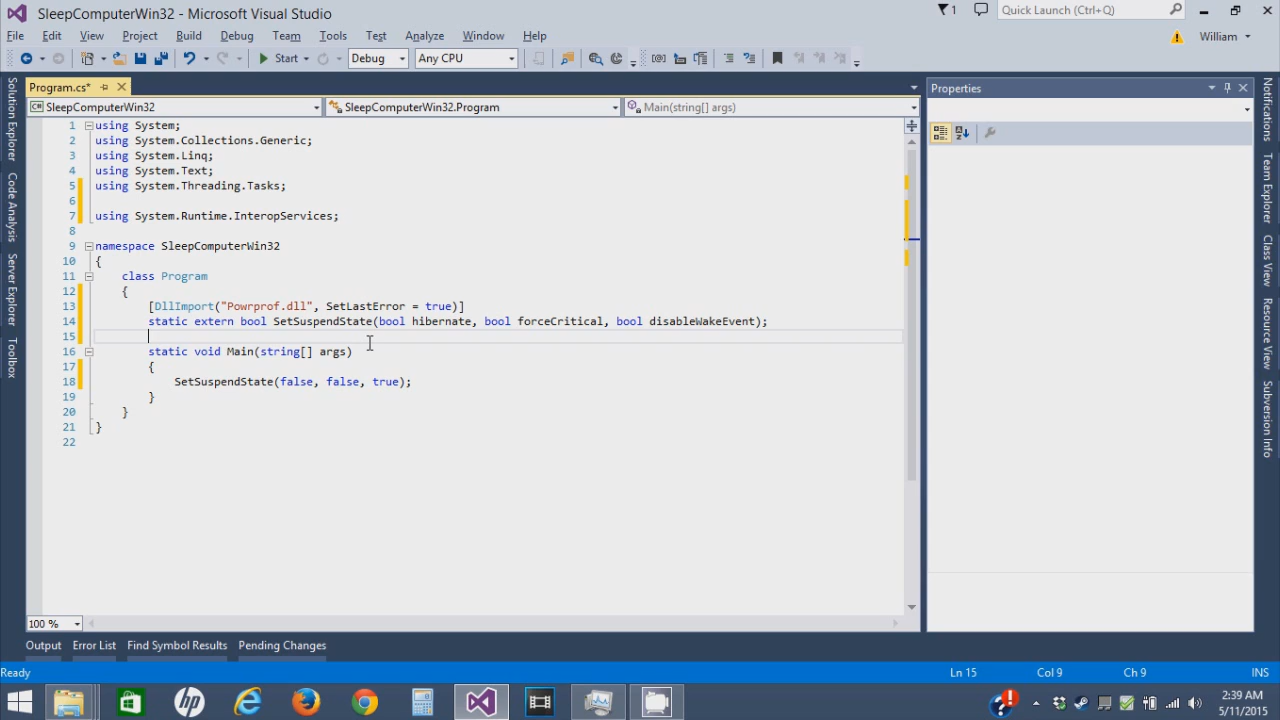 SleepComputerWin32 - Microsoft Visual Studio
1
Quick Launch (Ctrl+Q)
File Edit View Project Build Debug Team Tools Test Analyze Window Help
William
Start Debug Any CPU
Program.cs*
Properties
SleepComputerWin32 SleepComputerWin32.Program Main(string[] args)
1 using System;
2 using System.Collections.Generic;
3 using System.Linq;
4 using System.Text;
5 using System.Threading.Tasks;
6
7 using System.Runtime.InteropServices;
8
9 namespace SleepComputerWin32
10 {
11 class Program
12 {
13 [DllImport("Powrprof.dll", SetLastError = true)]
14 static extern bool SetSuspendState(bool hibernate, bool forceCritical, bool disableWakeEvent);
15
16 static void Main(string[] args)
17 {
18 SetSuspendState(false, false, true);
19 }
20 }
21 }
22
100 %
Solution Explorer
Code Analysis
Server Explorer
Toolbox
Notifications
Team Explorer
Class View
Resource View
Subversion Info
Output Error List Find Symbol Results Pending Changes
Ready Ln 15 Col 9 Ch 9 INS
hp
2:39 AM
5/11/2015